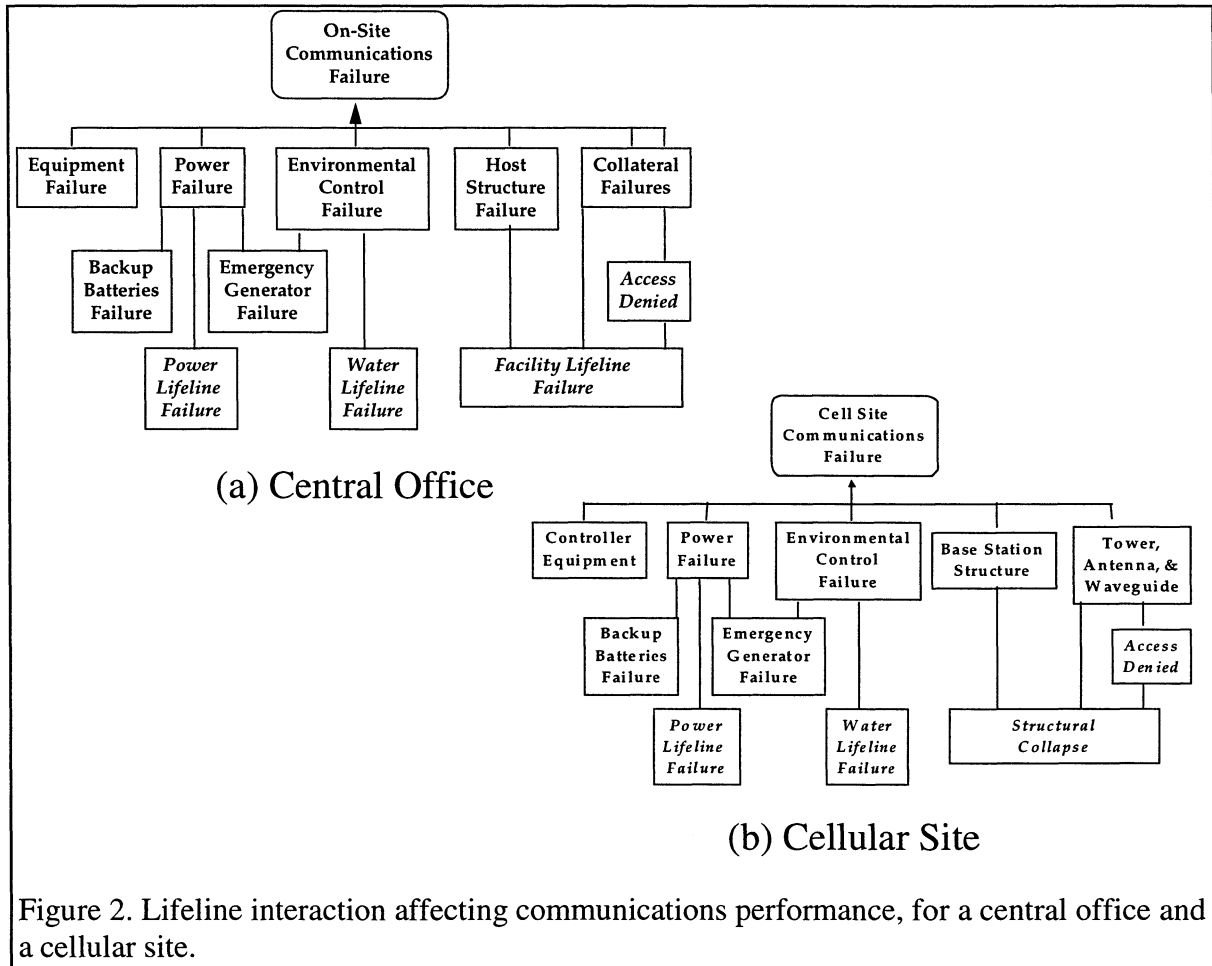 On-Site
Communications
Failure
Equipment
Failure
Power
Failure
Environmental
Control
Failure
Host
Structure
Failure
Collateral
Failures
Backup
Batteries
Failure
Emergency
Generator
Failure
Access
Denied
Power
Lifeline
Failure
Water
Lifeline
Failure
Facility Lifeline
Failure
(a) Central Office
Cell Site
Communications
Failure
Controller
Equipment
Power
Failure
Environmental
Control
Failure
Base Station
Structure
Tower,
Antenna, &
Waveguide
Backup
Batteries
Failure
Emergency
Generator
Failure
Access
Denied
Power
Lifeline
Failure
Water
Lifeline
Failure
Structural
Collapse
(b) Cellular Site
Figure 2. Lifeline interaction affecting communications performance, for a central office and
a cellular site.